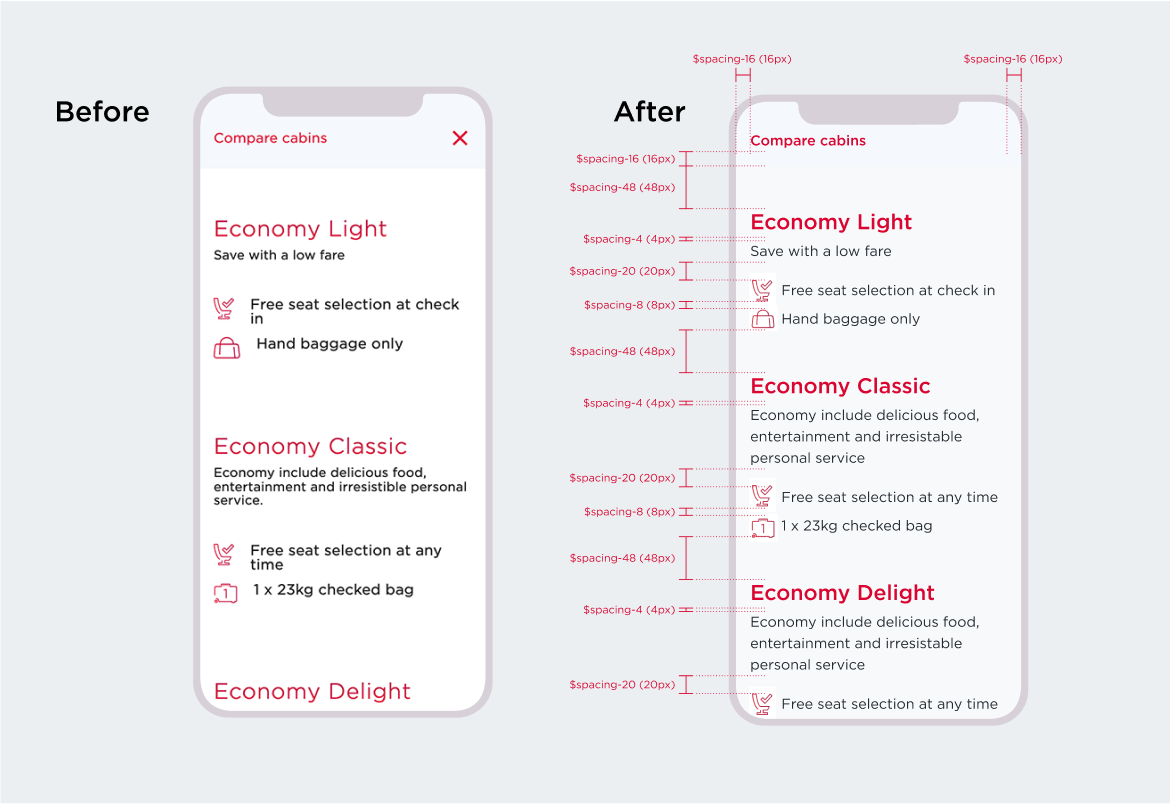 Before
Compare cabins
Economy Light
Save with a low fare
Free seat selection at check
in
Hand baggage only
Economy Classic
Economy include delicious food,
entertainment and irresistible personal
service.
Free seat selection at any
time
1
1 x 23kg checked bag
Economy Delight
After
$spacing-16 (16px)
$spacing-16 (16px)
Compare cabins
$spacing-16 (16px)
$spacing-48 (48px)
Economy Light
$spacing-4 (4px)
Save with a low fare
$spacing-20 (20px)
Free seat selection at check in
$spacing-8 (8px)
Hand baggage only
$spacing-48 (48px)
Economy Classic
$spacing-4 (4px)
Economy include delicious food,
entertainment and irresistable
personal service
$spacing-20 (20px)
Free seat selection at any time
$spacing-8 (8px)
1
1 x 23kg checked bag
$spacing-48 (48px)
Economy Delight
$spacing-4 (4px)
Economy include delicious food,
entertainment and irresistable
personal service
$spacing-20 (20px)
Free seat selection at any time